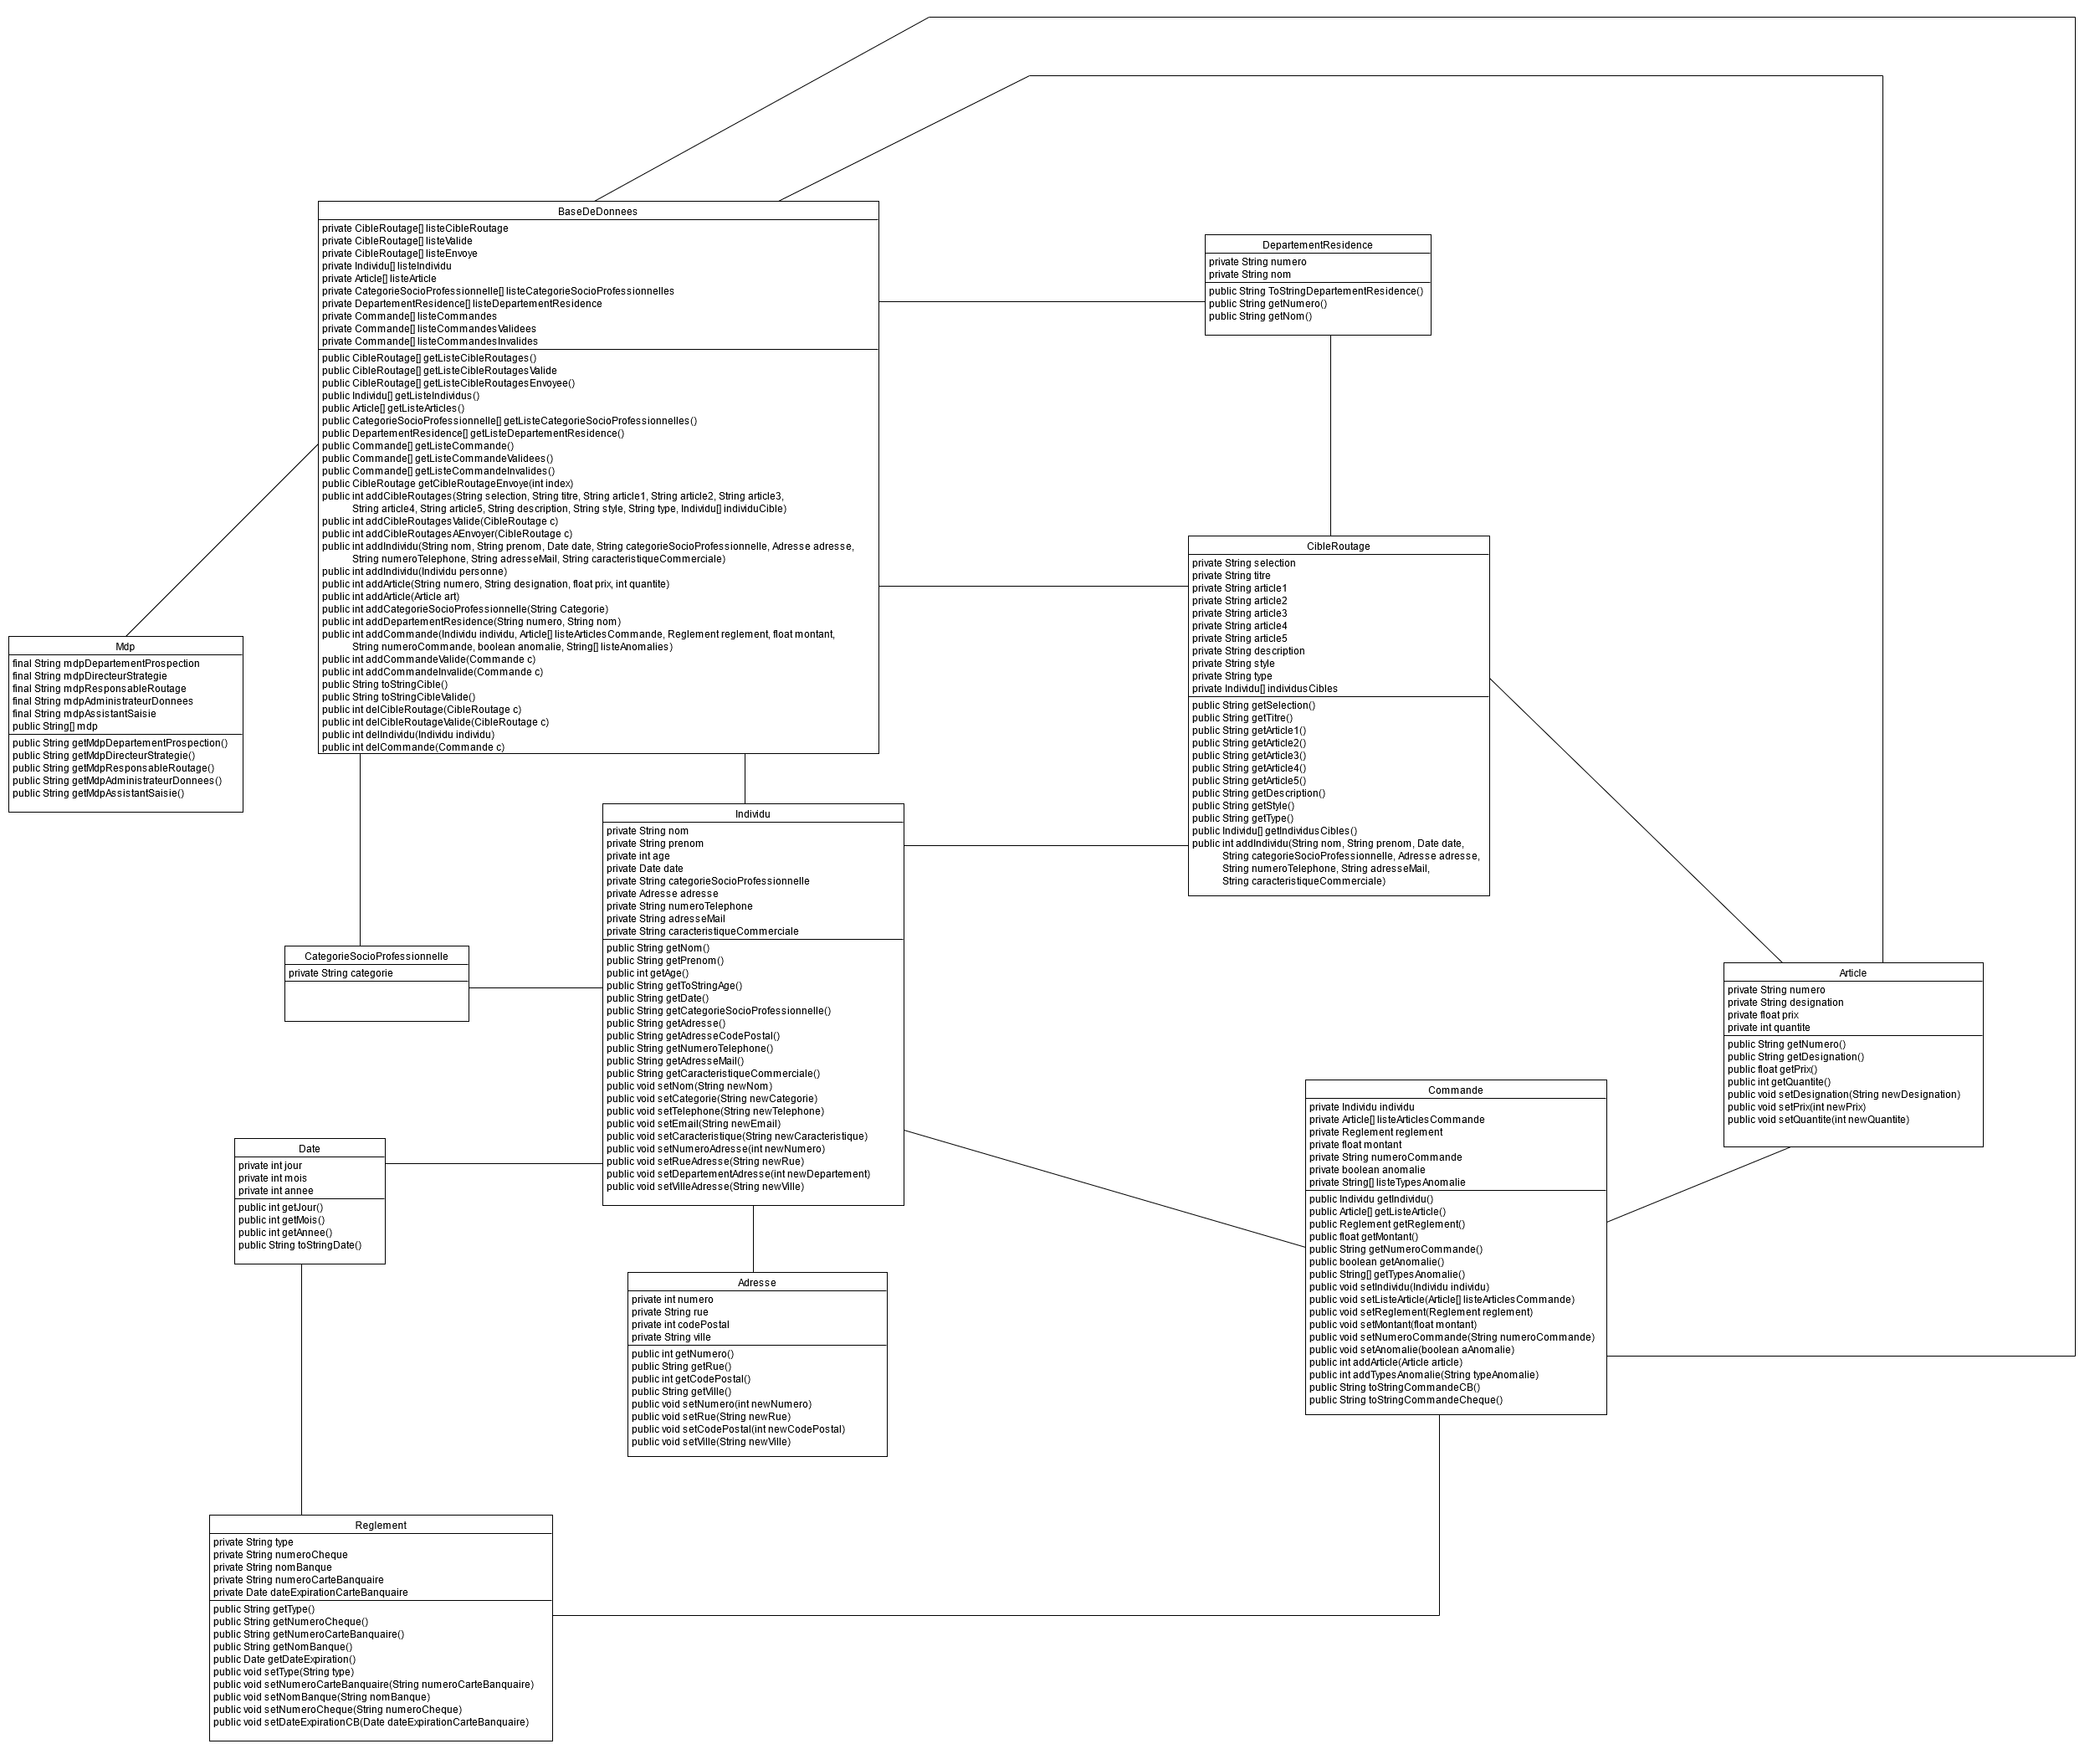 BaseDeDonnees
private CibleRoutage[] listeCibleRoutage
private CibleRoutage[] listeValide
private CibleRoutage[] listeEnvoye
private Individu[] listeIndividu
private Article[] listeArticle
private CategorieSocioProfessionnelle[] listeCategorieSocioProfessionnelles
private DepartementResidence[] listeDepartementResidence
private Commande[] listeCommandes
private Commande[] listeCommandesValidees
private Commande[] listeCommandesInvalides
public CibleRoutage[] getListeCibleRoutages()
public CibleRoutage[] getListeCibleRoutagesValide
public CibleRoutage[] getListeCibleRoutagesEnvoyee()
public Individu[] getListeIndividus()
public Article[] getListeArticles()
public CategorieSocioProfessionnelle[] getListeCategorieSocioProfessionnelles()
public DepartementResidence[] getListeDepartementResidence()
public Commande[] getListeCommande()
public Commande[] getListeCommandeValidees()
public Commande[] getListeCommandeInvalides()
public CibleRoutage getCibleRoutageEnvoye(int index)
public int addCibleRoutages(String selection, String titre, String article1, String article2, String article3,
String article4, String article5, String description, String style, String type, Individu[] individuCible)
public int addCibleRoutagesValide(CibleRoutage c)
public int addCibleRoutagesAEnvoyer(CibleRoutage c)
public int addIndividu(String nom, String prenom, Date date, String categorieSocioProfessionnelle, Adresse adresse,
String numeroTelephone, String adresseMail, String caracteristiqueCommerciale)
public int addIndividu(Individu personne)
public int addArticle(String numero, String designation, float prix, int quantite)
public int addArticle(Article art)
public int addCategorieSocioProfessionnelle(String Categorie)
public int addDepartementResidence(String numero, String nom)
public int addCommande(Individu individu, Article[] listeArticlesCommande, Reglement reglement, float montant,
String numeroCommande, boolean anomalie, String[] listeAnomalies)
public int addCommandeValide(Commande c)
public int addCommandeInvalide(Commande c)
public String toStringCible()
public String toStringCibleValide()
public int delCibleRoutage(CibleRoutage c)
public int delCibleRoutageValide(CibleRoutage c)
public int delIndividu(Individu individu)
public int delCommande(Commande c)
DepartementResidence
private String numero
private String nom
public String ToStringDepartementResidence()
public String getNumero()
public String getNom()
CibleRoutage
private String selection
private String titre
private String article1
private String article2
private String article3
private String article4
private String article5
private String description
private String style
private String type
private Individu[] individusCibles
public String getSelection()
public String getTitre()
public String getArticle1()
public String getArticle2()
public String getArticle3()
public String getArticle4()
public String getArticle5()
public String getDescription()
public String getStyle()
public String getType()
public Individu[] getIndividusCibles()
public int addIndividu(String nom, String prenom, Date date,
String categorieSocioProfessionnelle, Adresse adresse,
String numeroTelephone, String adresseMail,
String caracteristiqueCommerciale)
Mdp
final String mdpDepartementProspection
final String mdpDirecteurStrategie
final String mdpResponsableRoutage
final String mdpAdministrateurDonnees
final String mdpAssistantSaisie
public String[] mdp
public String getMdpDepartementProspection()
public String getMdpDirecteurStrategie()
public String getMdpResponsableRoutage()
public String getMdpAdministrateurDonnees()
public String getMdpAssistantSaisie()
Individu
private String nom
private String prenom
private int age
private Date date
private String categorieSocioProfessionnelle
private Adresse adresse
private String numeroTelephone
private String adresseMail
private String caracteristiqueCommerciale
public String getNom()
public String getPrenom()
public int getAge()
public String getToStringAge()
public String getDate()
public String getCategorieSocioProfessionnelle()
public String getAdresse()
public String getAdresseCodePostal()
public String getNumeroTelephone()
public String getAdresseMail()
public String getCaracteristiqueCommerciale()
public void setNom(String newNom)
public void setCategorie(String newCategorie)
public void setTelephone(String newTelephone)
public void setEmail(String newEmail)
public void setCaracteristique(String newCaracteristique)
public void setNumeroAdresse(int newNumero)
public void setRueAdresse(String newRue)
public void setDepartementAdresse(int newDepartement)
public void setVilleAdresse(String newVille)
CategorieSocioProfessionnelle
private String categorie
Article
private String numero
private String designation
private float prix
private int quantite
public String getNumero()
public String getDesignation()
public float getPrix()
public int getQuantite()
public void setDesignation(String newDesignation)
public void setPrix(int newPrix)
public void setQuantite(int newQuantite)
Commande
private Individu individu
private Article[] listeArticlesCommande
private Reglement reglement
private float montant
private String numeroCommande
private boolean anomalie
private String[] listeTypesAnomalie
public Individu getIndividu()
public Article[] getListeArticle()
public Reglement getReglement()
public float getMontant()
public String getNumeroCommande()
public boolean getAnomalie()
public String[] getTypesAnomalie()
public void setIndividu(Individu individu)
public void setListeArticle(Article[] listeArticlesCommande)
public void setReglement(Reglement reglement)
public void setMontant(float montant)
public void setNumeroCommande(String numeroCommande)
public void setAnomalie(boolean aAnomalie)
public int addArticle(Article article)
public int addTypesAnomalie(String typeAnomalie)
public String toStringCommandeCB()
public String toStringCommandeCheque()
Date
private int jour
private int mois
private int annee
public int getJour()
public int getMois()
public int getAnnee()
public String toStringDate()
Adresse
private int numero
private String rue
private int codePostal
private String ville
public int getNumero()
public String getRue()
public int getCodePostal()
public String getVille()
public void setNumero(int newNumero)
public void setRue(String newRue)
public void setCodePostal(int newCodePostal)
public void setVille(String newVille)
Reglement
private String type
private String numeroCheque
private String nomBanque
private String numeroCarteBanquaire
private Date dateExpirationCarteBanquaire
public String getType()
public String getNumeroCheque()
public String getNumeroCarteBanquaire()
public String getNomBanque()
public Date getDateExpiration()
public void setType(String type)
public void setNumeroCarteBanquaire(String numeroCarteBanquaire)
public void setNomBanque(String nomBanque)
public void setNumeroCheque(String numeroCheque)
public void setDateExpirationCB(Date dateExpirationCarteBanquaire)